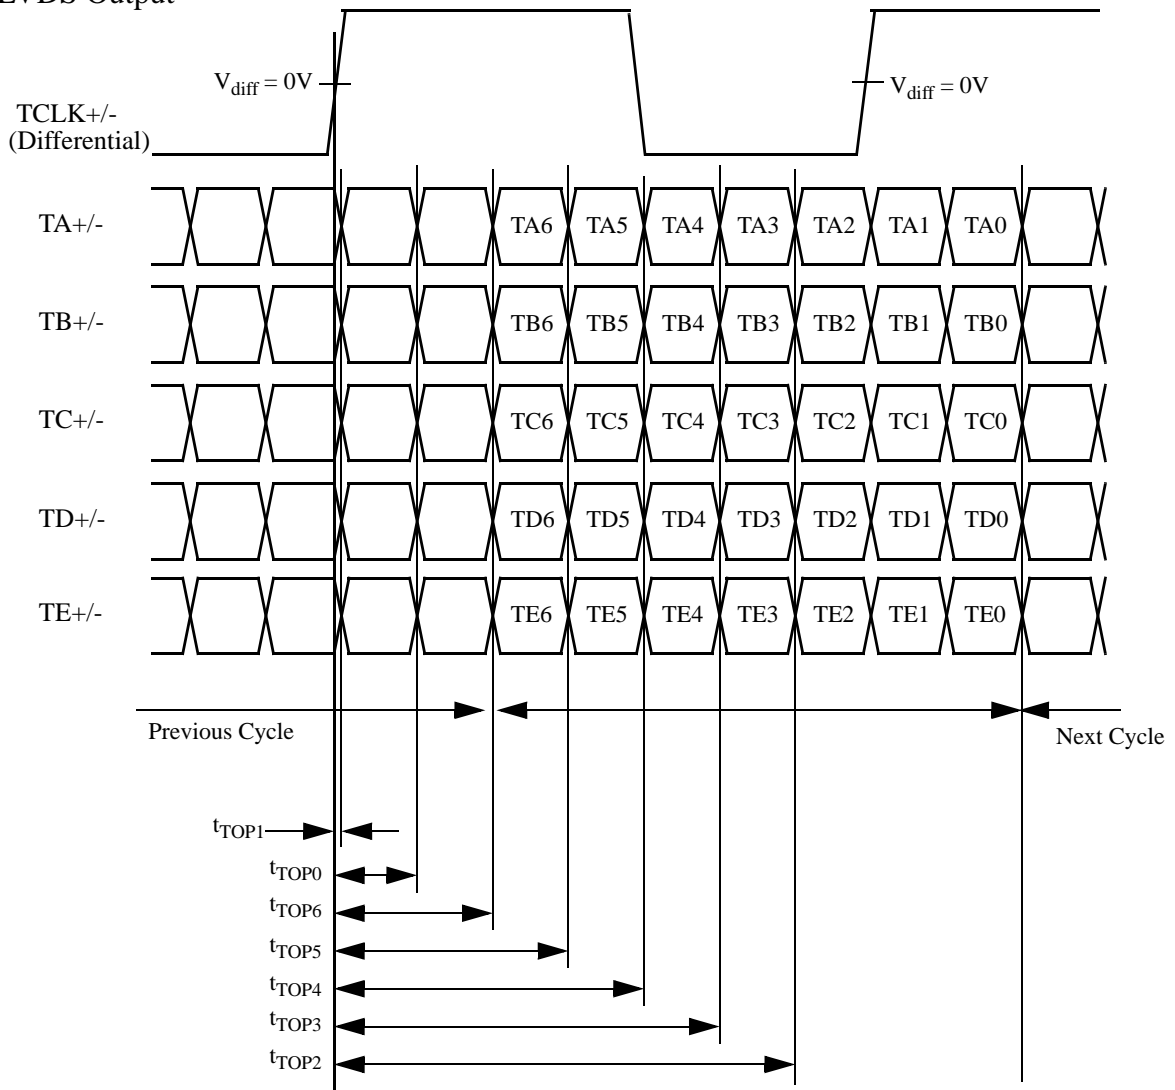 LVDS Output
V_diff = 0V
V_diff = 0V
TCLK+/-
(Differential)
TA+/- TA6 TA5 TA4 TA3 TA2 TA1 TA0
TB+/- TB6 TB5 TB4 TB3 TB2 TB1 TB0
TC+/- TC6 TC5 TC4 TC3 TC2 TC1 TC0
TD+/- TD6 TD5 TD4 TD3 TD2 TD1 TD0
TE+/- TE6 TE5 TE4 TE3 TE2 TE1 TE0
Previous Cycle
Next Cycle
t_TOP1
t_TOP0
t_TOP6
t_TOP5
t_TOP4
t_TOP3
t_TOP2